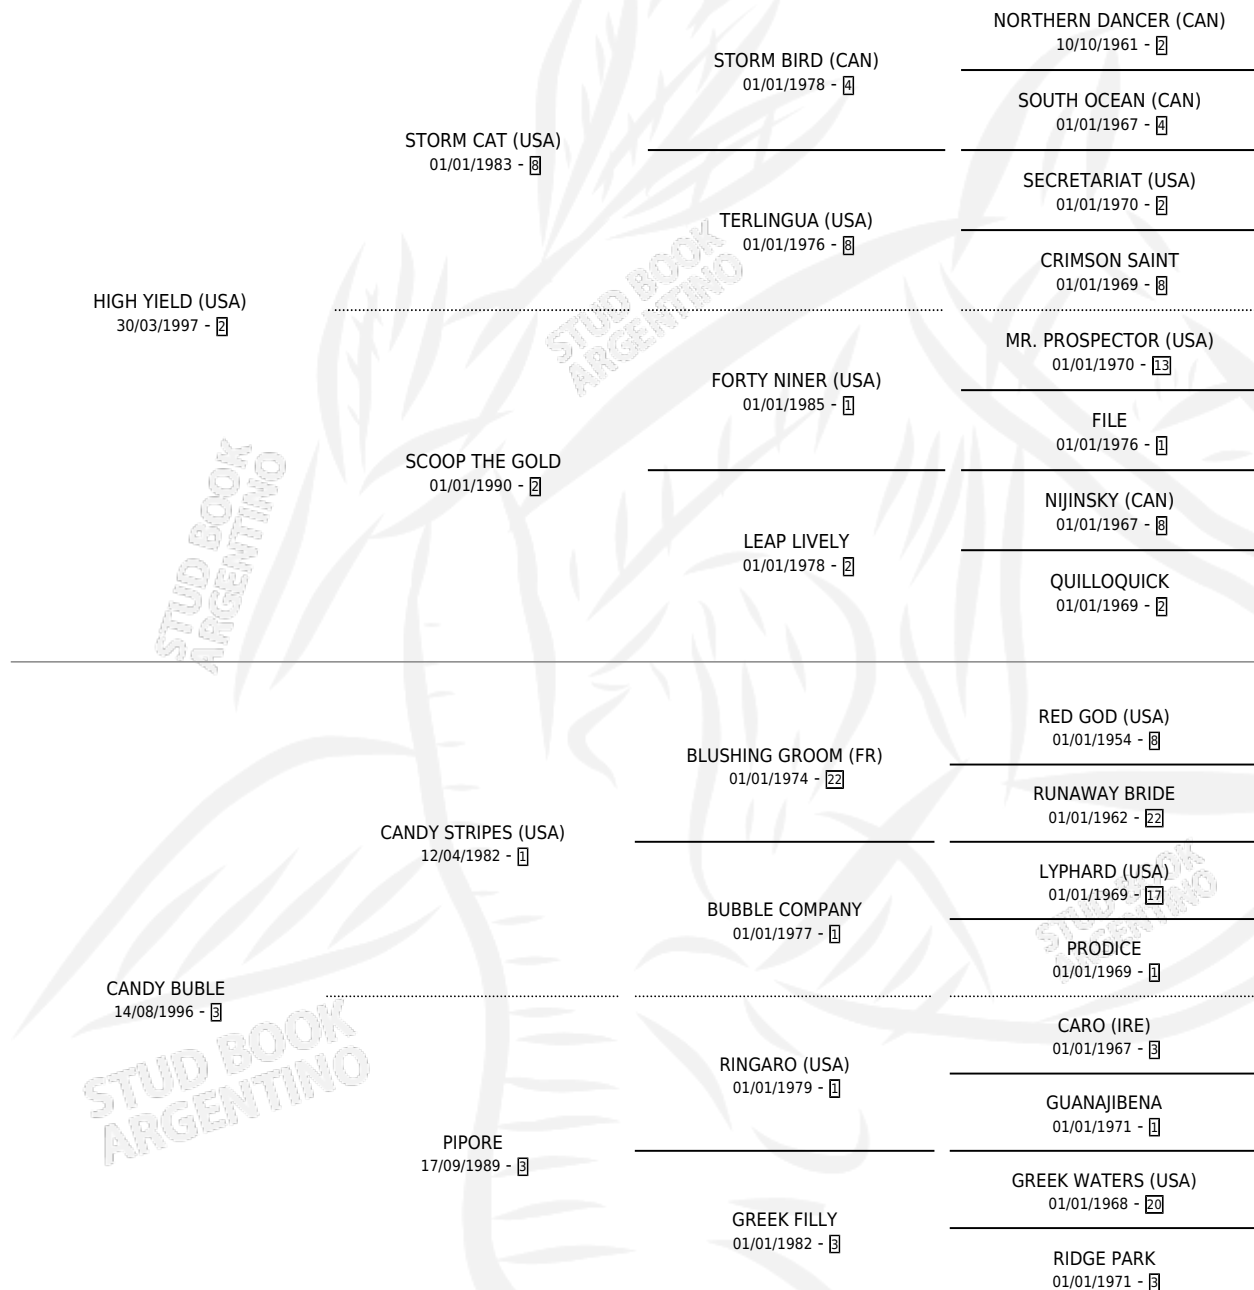 NORTHERN DANCER (CAN)
10/10/1961 - 2
STORM BIRD (CAN)
01/01/1978 - 4
SOUTH OCEAN (CAN)
01/01/1967 - 4
STORM CAT (USA)
01/01/1983 - 8
SECRETARIAT (USA)
01/01/1970 - 2
TERLINGUA (USA)
01/01/1976 - 8
CRIMSON SAINT
01/01/1969 - 8
HIGH YIELD (USA)
30/03/1997 - 2
STUD BOOK
ARGENTINO
MR. PROSPECTOR (USA)
01/01/1970 - 13
FORTY NINER (USA)
01/01/1985 - 1
FILE
01/01/1976 - 1
SCOOP THE GOLD
01/01/1990 - 2
NIJINSKY (CAN)
01/01/1967 - 8
LEAP LIVELY
01/01/1978 - 2
QUILLOQUICK
01/01/1969 - 2
STUD BOOK
ARGENTINO
RED GOD (USA)
01/01/1954 - 8
BLUSHING GROOM (FR)
01/01/1974 - 22
RUNAWAY BRIDE
01/01/1962 - 22
CANDY STRIPES (USA)
12/04/1982 - 1
LYPHARD (USA)
01/01/1969 - 17
STUD BOOK
ARGENTINO
BUBBLE COMPANY
01/01/1977 - 1
PRODICE
01/01/1969 - 1
CANDY BUBLE
14/08/1996 - 3
STUD BOOK
ARGENTINO
CARO (IRE)
01/01/1967 - 3
RINGARO (USA)
01/01/1979 - 1
GUANAJIBENA
01/01/1971 - 1
PIPORE
17/09/1989 - 3
GREEK WATERS (USA)
01/01/1968 - 20
GREEK FILLY
01/01/1982 - 3
RIDGE PARK
01/01/1971 - 3